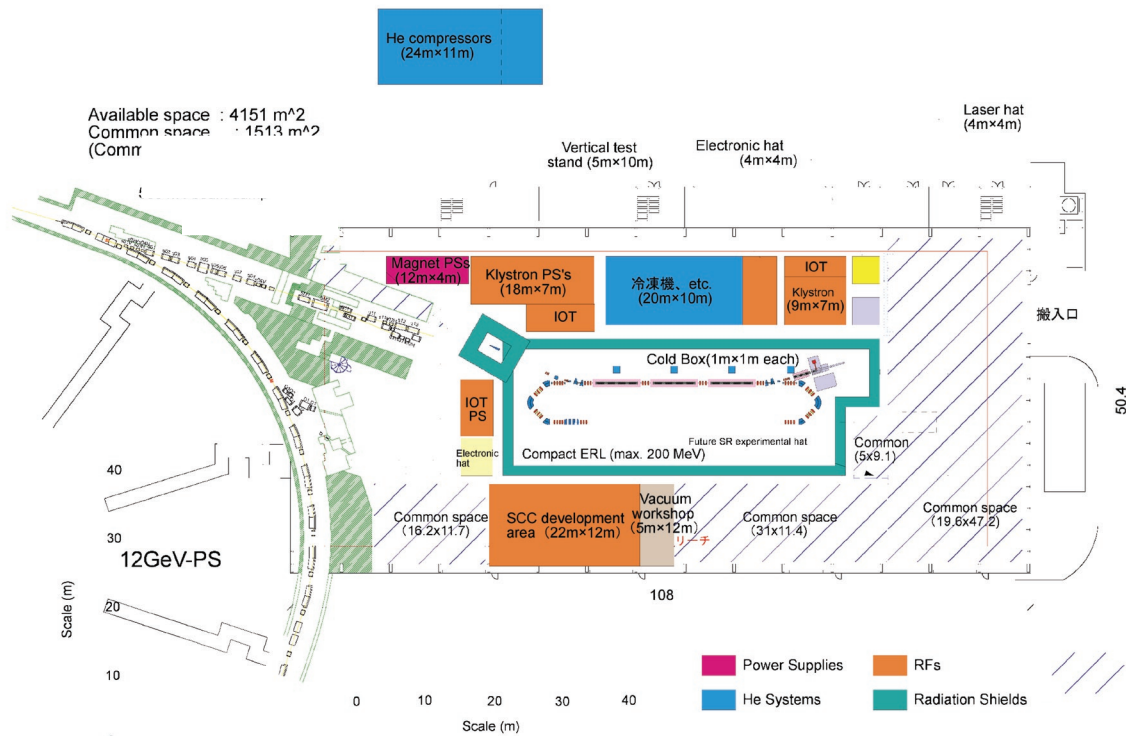 He compressors
(24m×11m)
Available space : 4151 m^2
Common space : 1513 m^2
(Comm
Laser hat
(4m×4m)
Vertical test
stand (5m×10m)
Electronic hat
(4m×4m)
Magnet PSs
(12m×4m)
Klystron PS's
(18m×7m)
IOT
冷凍機、etc.
(20m×10m)
IOT
Klystron
(9m×7m)
搬入口
Cold Box(1m×1m each)
50.4
IOT
PS
Electronic
hat
Future SR experimental hat
Compact ERL (max. 200 MeV)
Common
(5x9.1)
40
30
20
10
Scale (m)
12GeV-PS
Common space
(16.2x11.7)
SCC development
area (22m×12m)
Vacuum
workshop
(5m×12m)
リーチ
Common space
(31x11.4)
Common space
(19.6x47.2)
108
0 10 20 30 40
Scale (m)
Power Supplies
RFs
He Systems
Radiation Shields